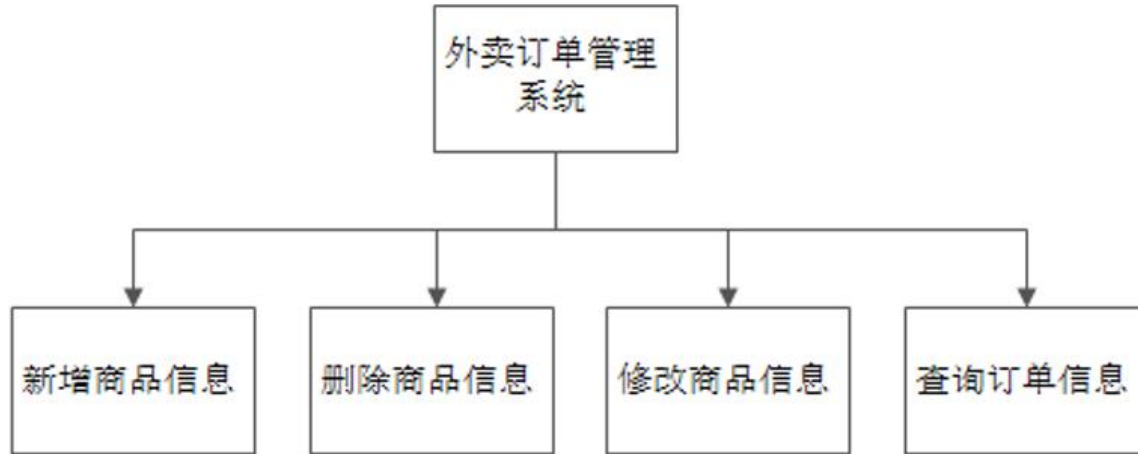 外卖订单管理
系统
新增商品信息
删除商品信息
修改商品信息
查询订单信息